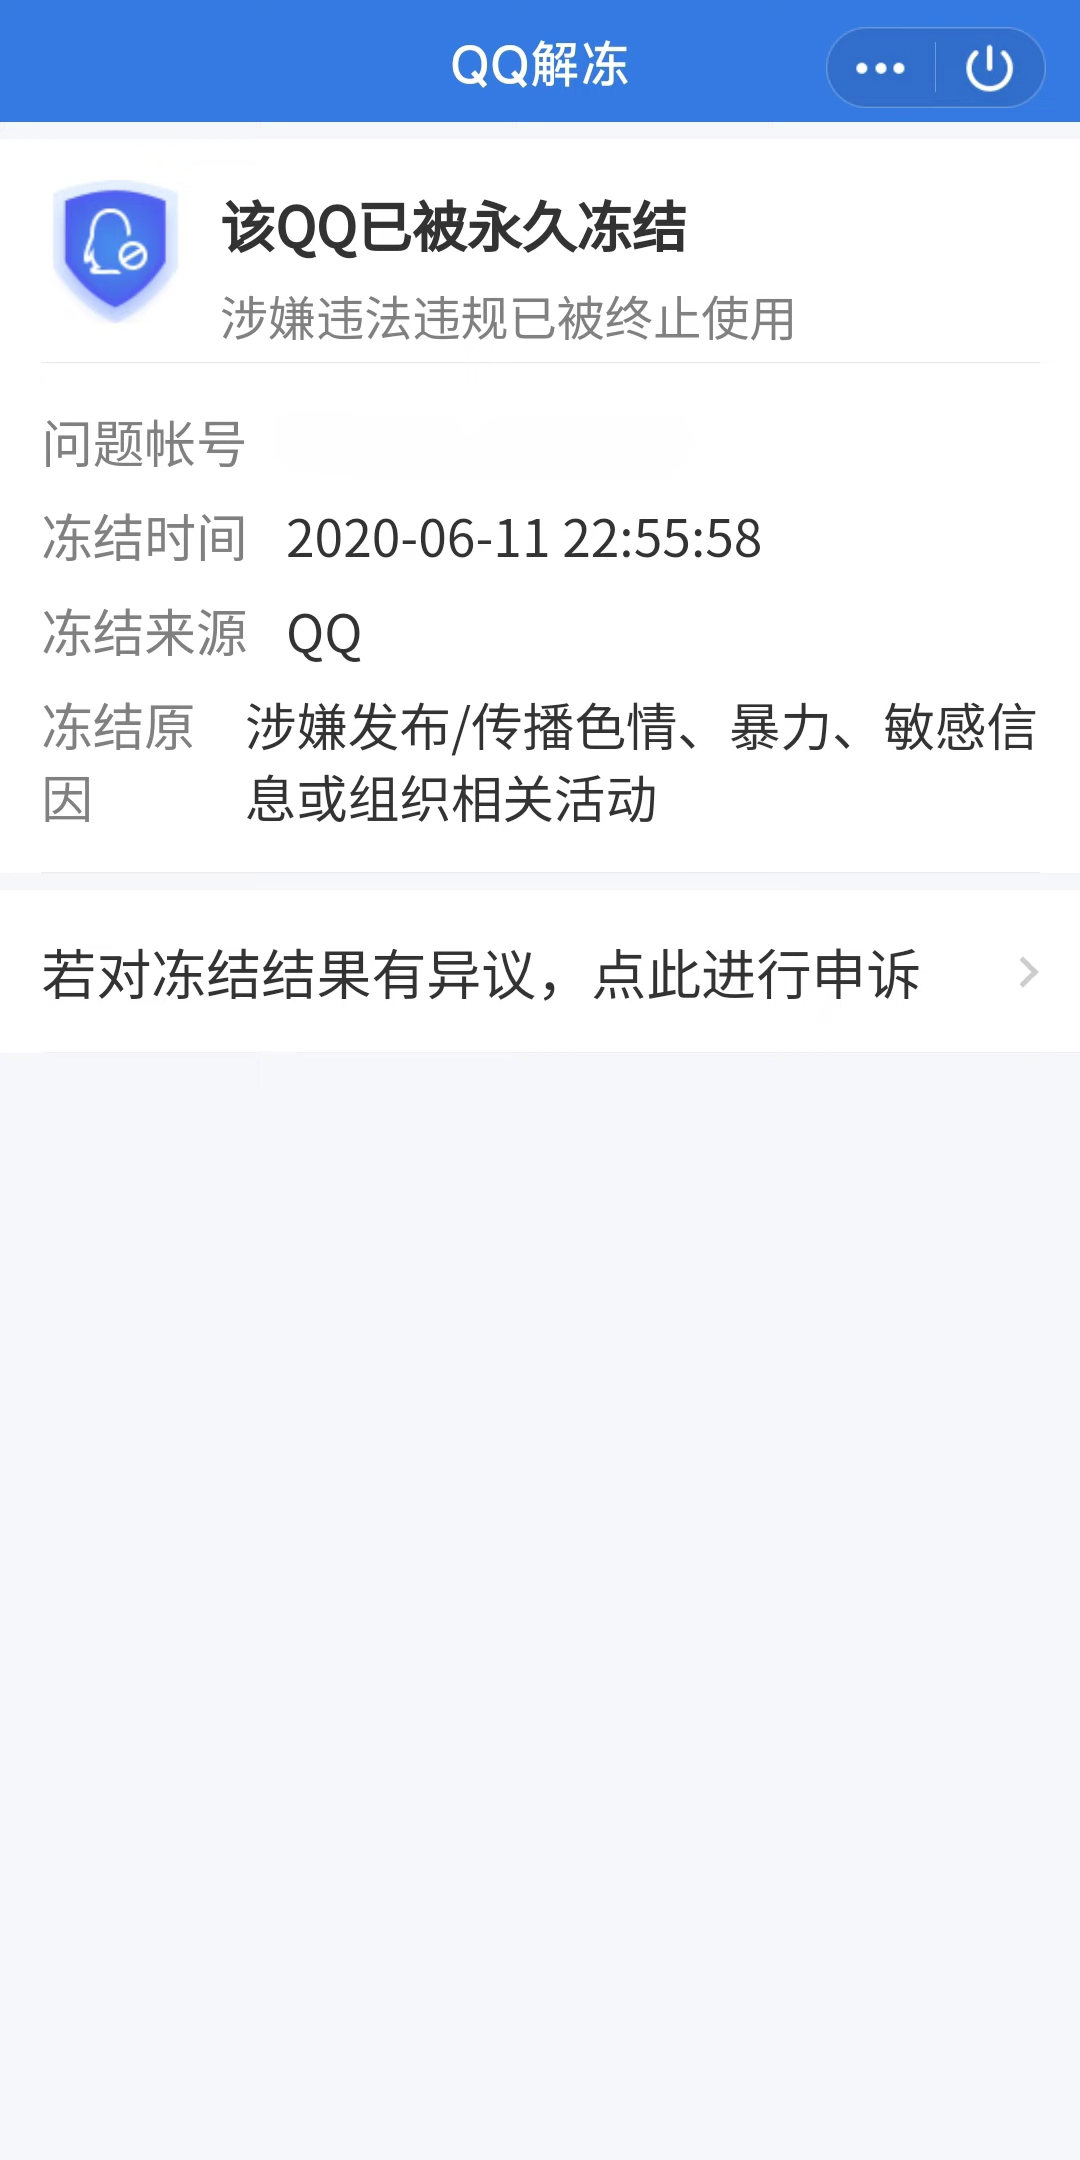 QQ解冻
该QQ已被永久冻结
涉嫌违法违规已被终止使用
问题帐号
冻结时间 2020-06-11 22:55:58
冻结来源 QQ
冻结原 涉嫌发布/传播色情、暴力、敏感信
因 息或组织相关活动
若对冻结结果有异议，点此进行申诉